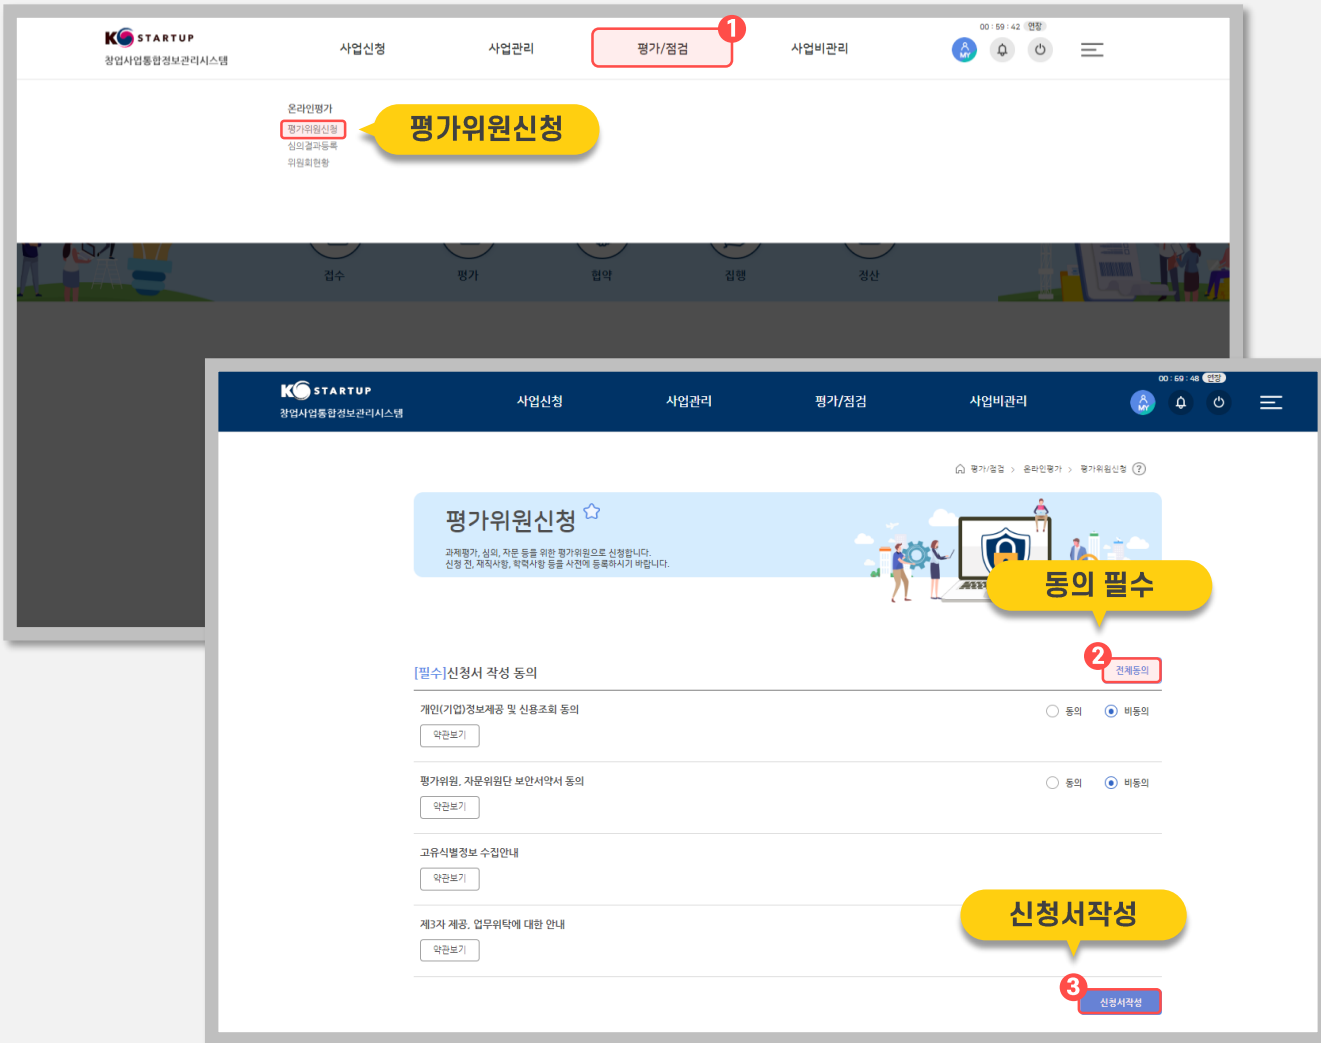 K STARTUP
창업사업통합정보관리시스템
사업신청
사업관리
1
평가/점검
사업비관리
00 : 59 : 42 연장
MY
온라인평가
평가위원신청
심의결과등록
위원회현황
평가위원신청
접수
평가
협약
집행
정산
K STARTUP
창업사업통합정보관리시스템
사업신청
사업관리
평가/점검
사업비관리
00 : 59 : 48 연장
MY
평가/점검 > 온라인평가 > 평가위원신청 ?
평가위원신청
과제평가, 심의, 자문 등을 위한 평가위원으로 신청합니다.
신청 전, 재직사항, 학력사항 등을 사전에 등록하시기 바랍니다.
동의 필수
2
[필수]신청서 작성 동의
전체동의
개인(기업)정보제공 및 신용조회 동의
동의
비동의
약관보기
평가위원, 자문위원단 보안서약서 동의
동의
비동의
약관보기
고유식별정보 수집안내
약관보기
제3자 제공, 업무위탁에 대한 안내
약관보기
신청서작성
3
신청서작성